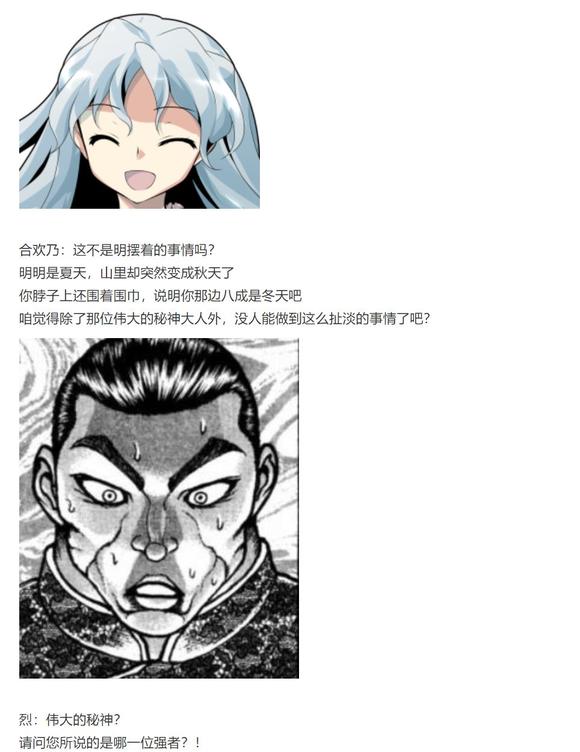 合欢乃：这不是明摆着的事情吗？
明明是夏天，山里却突然变成秋天了
你脖子上还围着围巾，说明你那边八成是冬天吧
咱觉得除了那位伟大的秘神大人外，没人能做到这么扯淡的事情了吧？
烈：伟大的秘神？
请问您所说的是哪一位强者？！